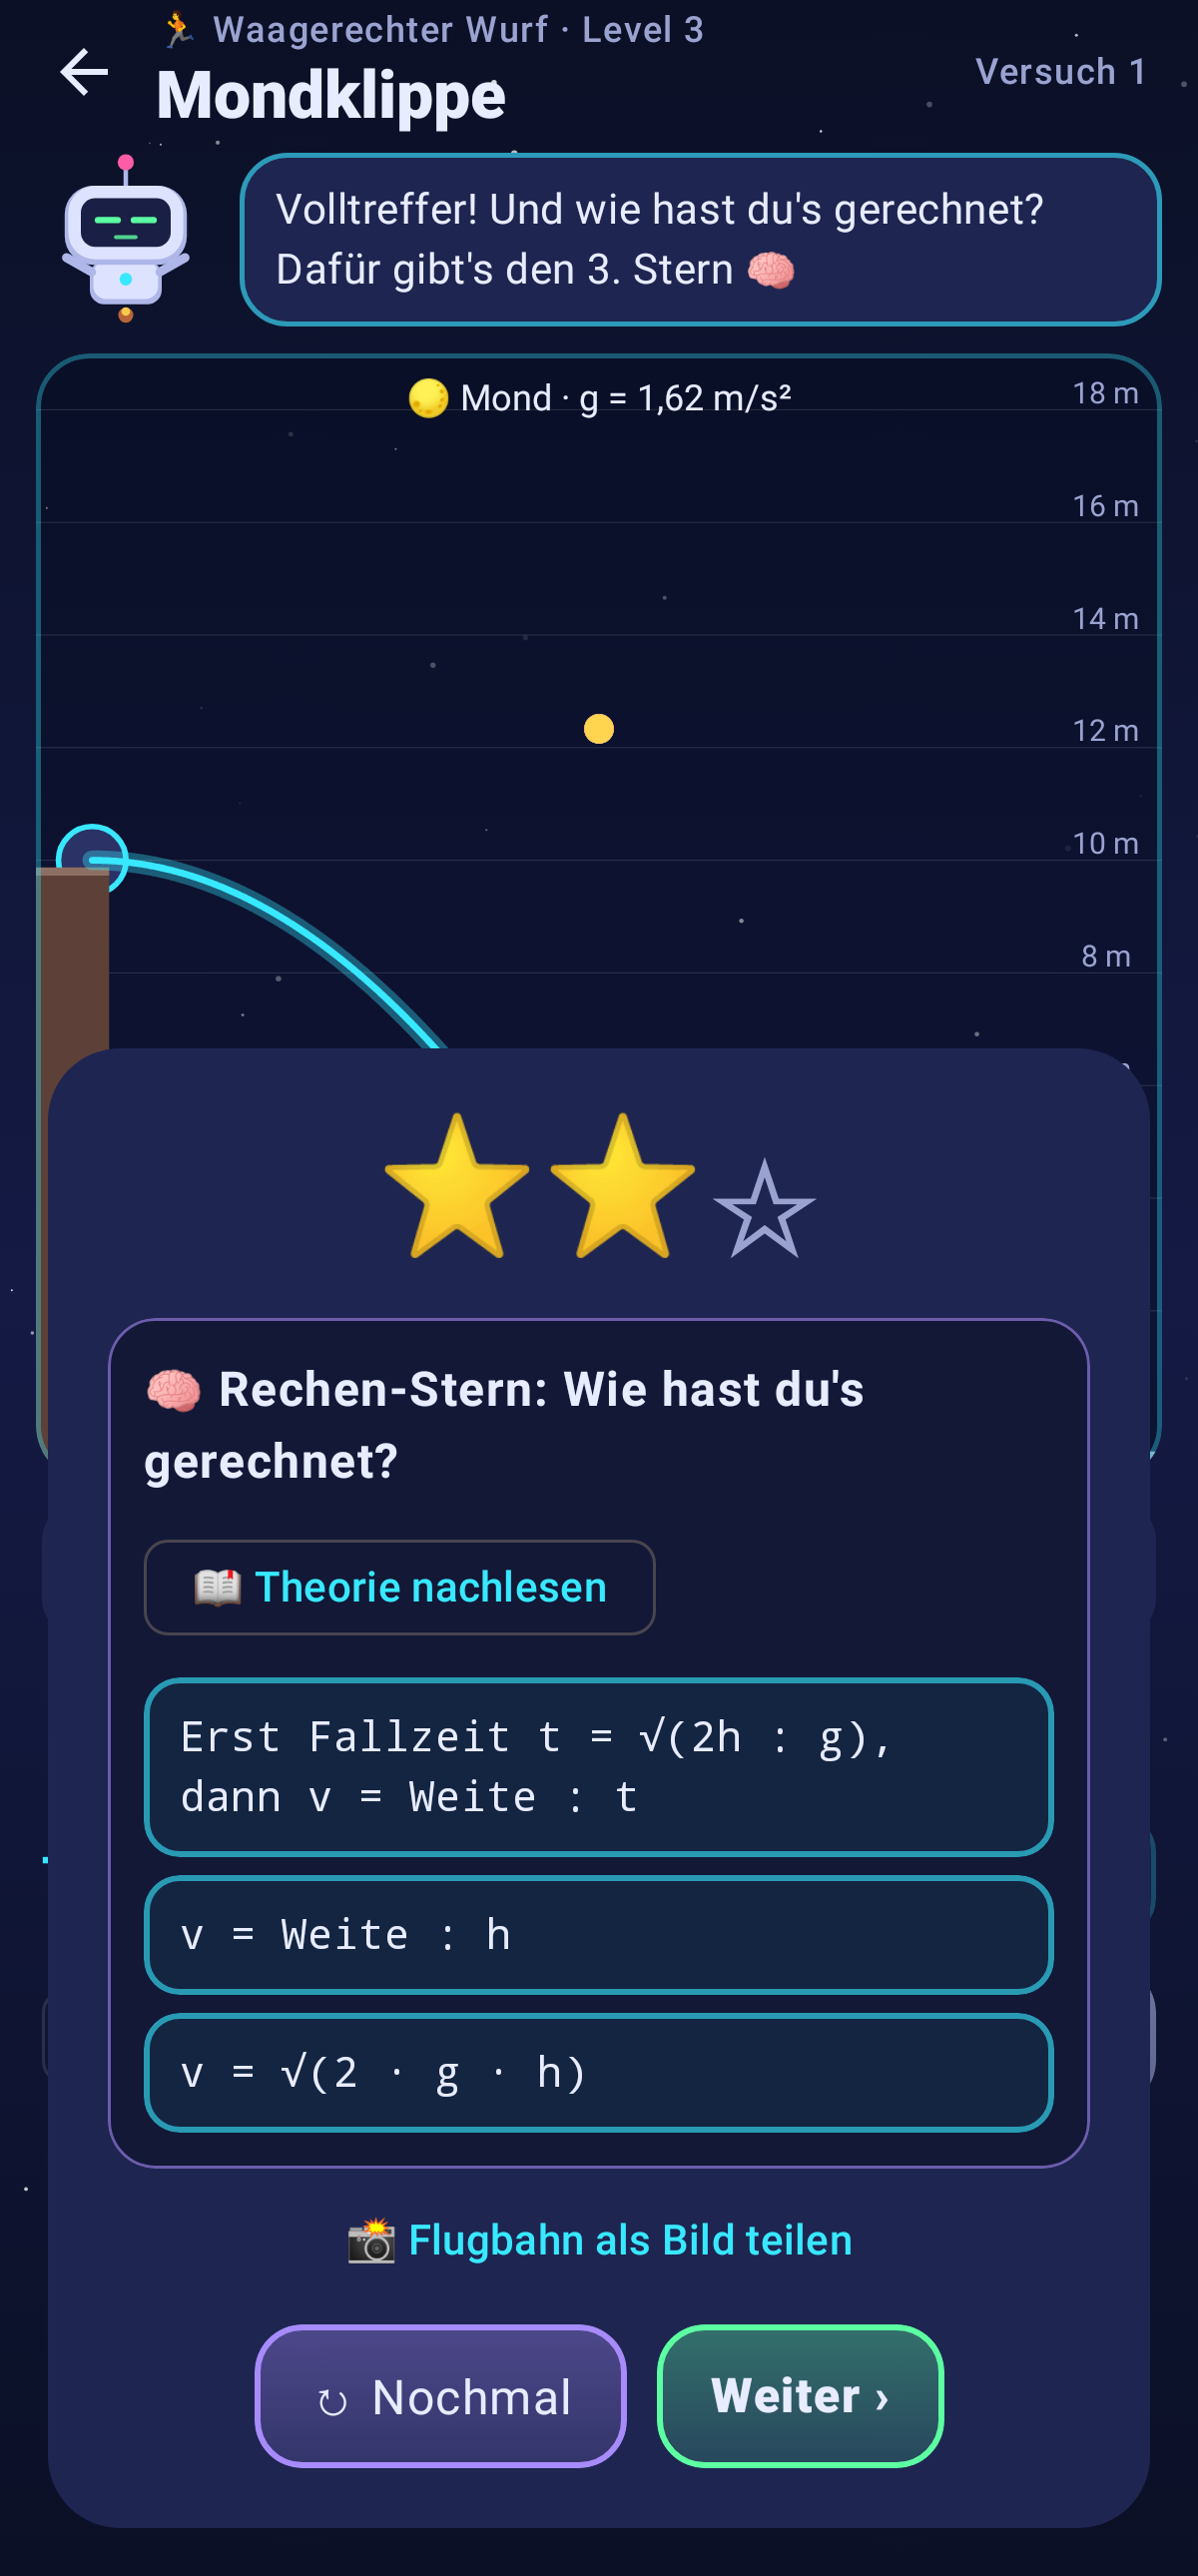 🏃 Waagerechter Wurf · Level 3
Mondklippe
Versuch 1
Volltreffer! Und wie hast du's gerechnet?
Dafür gibt's den 3. Stern 🧠
Mond · g = 1,62 m/s²
18 m
16 m
14 m
12 m
10 m
8 m
🧠 Rechen-Stern: Wie hast du's
gerechnet?
📖 Theorie nachlesen
Erst Fallzeit t = √(2h : g),
dann v = Weite : t
v = Weite : h
v = √(2 · g · h)
📸 Flugbahn als Bild teilen
↻ Nochmal
Weiter ›